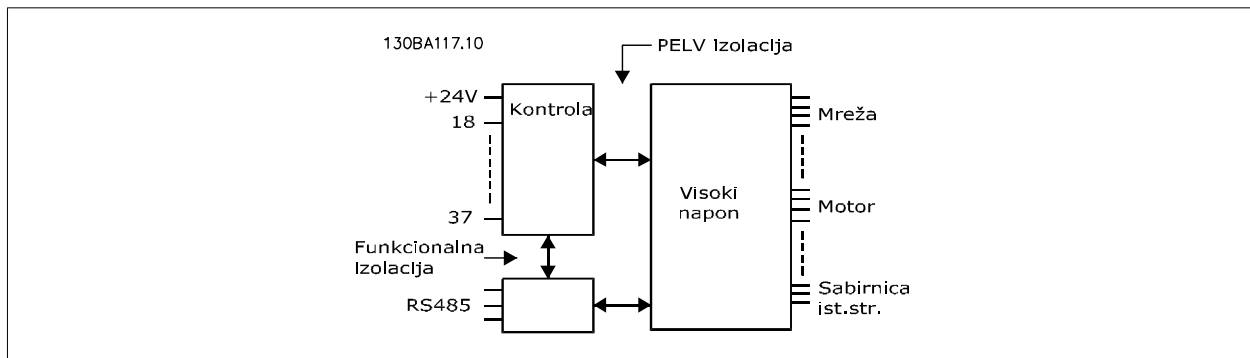 130BA117.10
PELV Izolacija
+24V
Kontrola
18
Mreža
Visoki
napon
37
Motor
Funkcionalna
Izolacija
RS485
Sabirnica
ist.str.